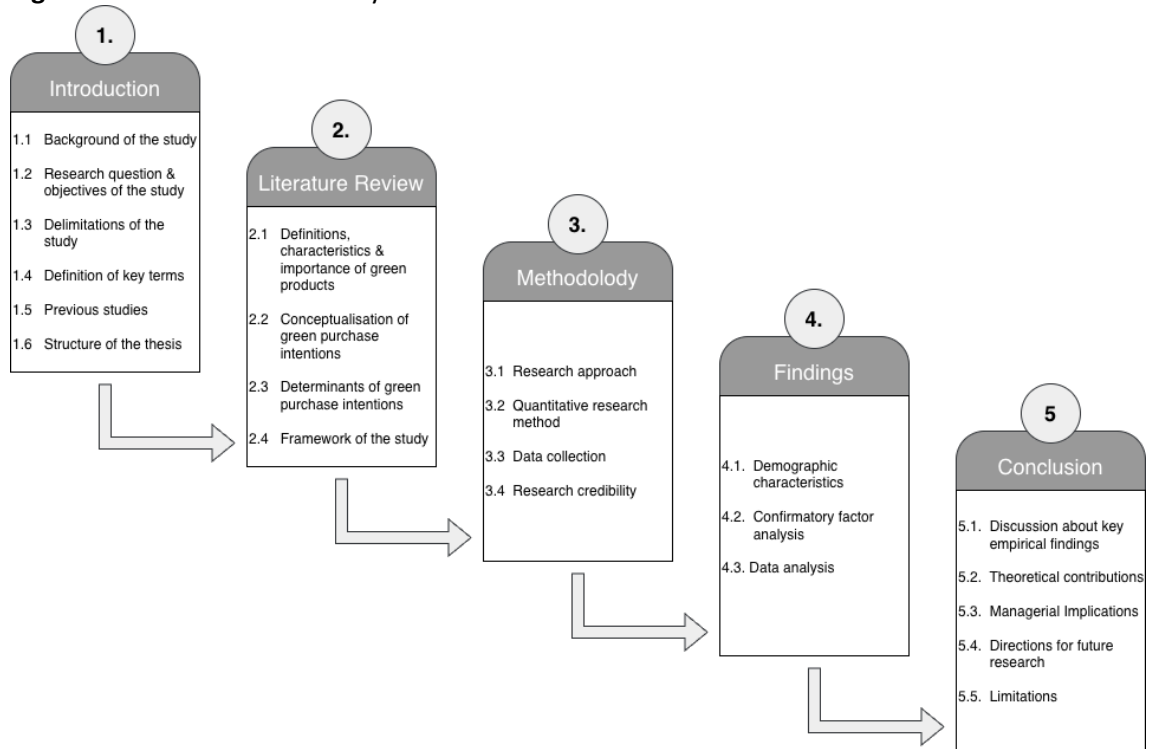 1.
Introduction
1.1 Background of the study
1.2 Research question &
objectives of the study
1.3 Delimitations of the
study
1.4 Definition of key terms
1.5 Previous studies
1.6 Structure of the thesis
2.
Literature Review
2.1 Definitions,
characteristics &
importance of green
products
2.2 Conceptualisation of
green purchase
intentions
2.3 Determinants of green
purchase intentions
2.4 Framework of the study
3.
Methodolody
3.1 Research approach
3.2 Quantitative research
method
3.3 Data collection
3.4 Research credibility
4.
Findings
4.1. Demographic
characteristics
4.2. Confirmatory factor
analysis
4.3. Data analysis
5
Conclusion
5.1. Discussion about key
empirical findings
5.2. Theoretical contributions
5.3. Managerial Implications
5.4. Directions for future
research
5.5. Limitations